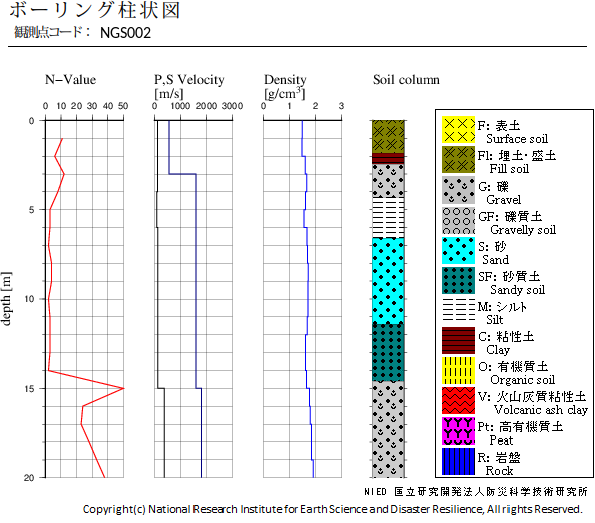 ボーリング柱状図
観測点コード： NGS002
N−Value P,S Velocity Density Soil column
[m/s] [g/cm³]
0 10 20 30 40 50 0 1000 2000 3000 0 1 2 3
0
5
10
15
20
depth [m]
F: 表土
Surface soil
Fl: 埋土・盛土
Fill soil
G: 礫
Gravel
GF: 礫質土
Gravelly soil
S: 砂
Sand
SF: 砂質土
Sandy soil
M: シルト
Silt
C: 粘性土
Clay
O: 有機質土
Organic soil
V: 火山灰質粘性土
Volcanic ash clay
Pt: 高有機質土
Peat
R: 岩盤
Rock
NIED 国立研究開発法人防災科学技術研究所
Copyright(c) National Research Institute for Earth Science and Disaster Resilience, All rights Reserved.